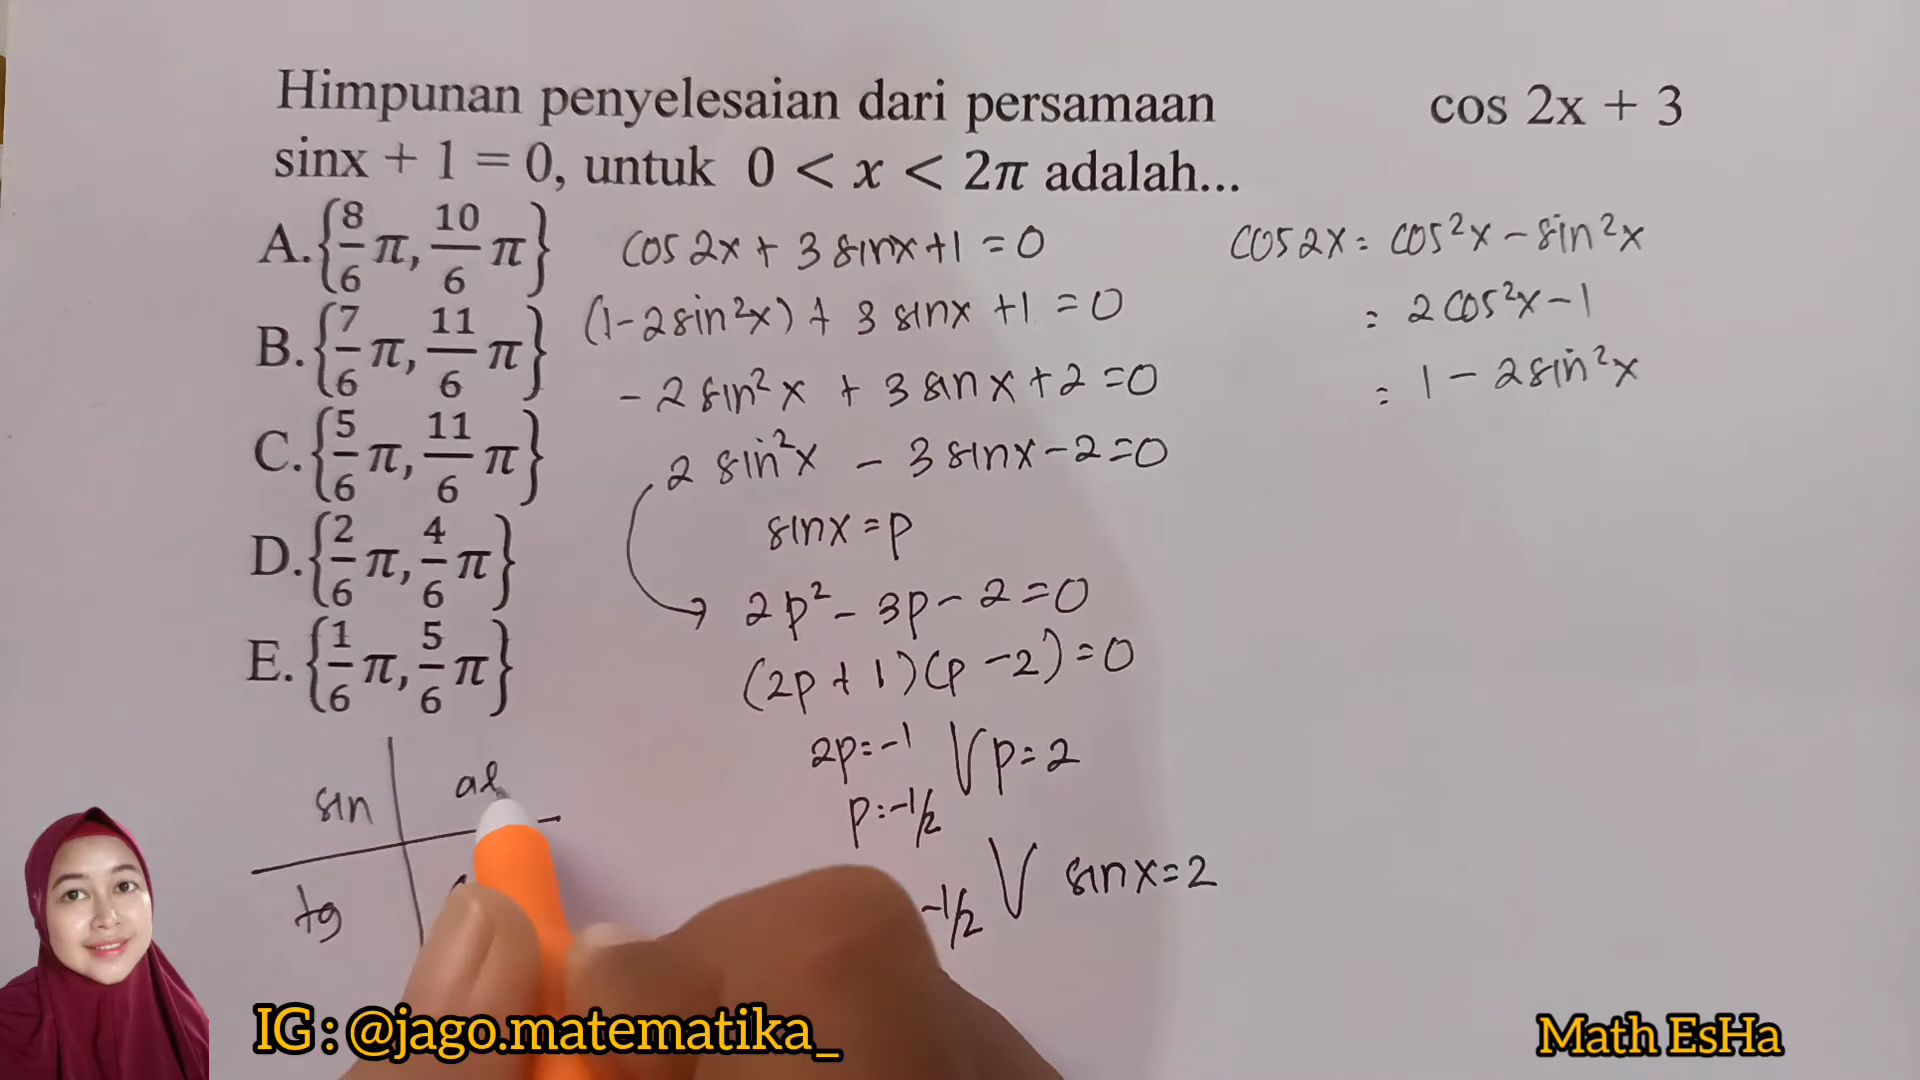 Himpunan penyelesaian dari persamaan cos 2x + 3
sinx + 1 = 0, untuk 0 < x < 2π adalah...
A. {8/6 π, 10/6 π}
B. {7/6 π, 11/6 π}
C. {5/6 π, 11/6 π}
D. {2/6 π, 4/6 π}
E. {1/6 π, 5/6 π}
cos 2x + 3 sinx + 1 = 0
(1 - 2 sin²x) + 3 sinx + 1 = 0
- 2 sin² x + 3 sin x + 2 = 0
2 sin²x - 3 sinx - 2 = 0
sinx = p
2p² - 3p - 2 = 0
(2p + 1)(p - 2) = 0
2p = -1 V p = 2
p = -1/2
-1/2 V sinx = 2
cos 2x = cos²x - sin²x
= 2 cos²x - 1
= 1 - 2 sin²x
sin
tg
IG : @jago.matematika_
Math EsHa